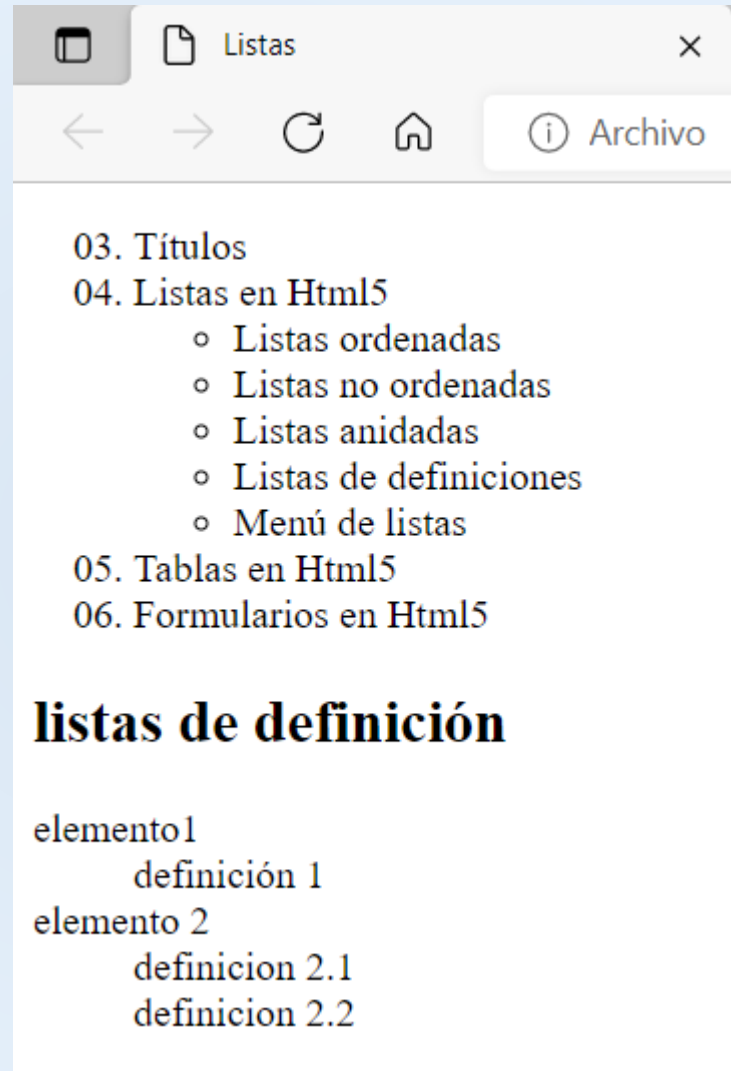 Listas
Archivo
03. Títulos
04. Listas en Html5
Listas ordenadas
Listas no ordenadas
Listas anidadas
Listas de definiciones
Menú de listas
05. Tablas en Html5
06. Formularios en Html5
listas de definición
elemento1
definición 1
elemento 2
definicion 2.1
definicion 2.2